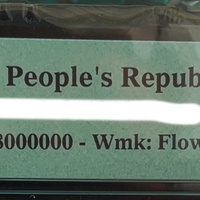 People's Repub
3000000 - Wmk: Flow